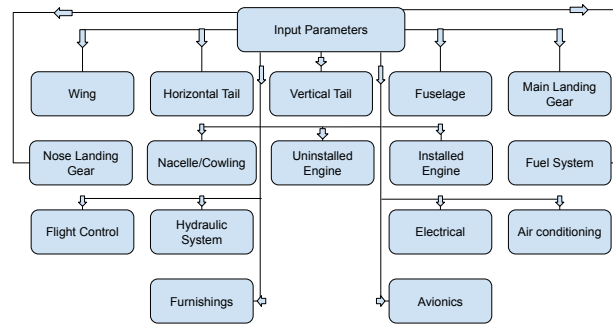 Input Parameters
Wing
Horizontal Tail
Vertical Tail
Fuselage
Main Landing
Gear
Nose Landing
Gear
Nacelle/Cowling
Uninstalled
Engine
Installed
Engine
Fuel System
Flight Control
Hydraulic
System
Electrical
Air conditioning
Furnishings
Avionics